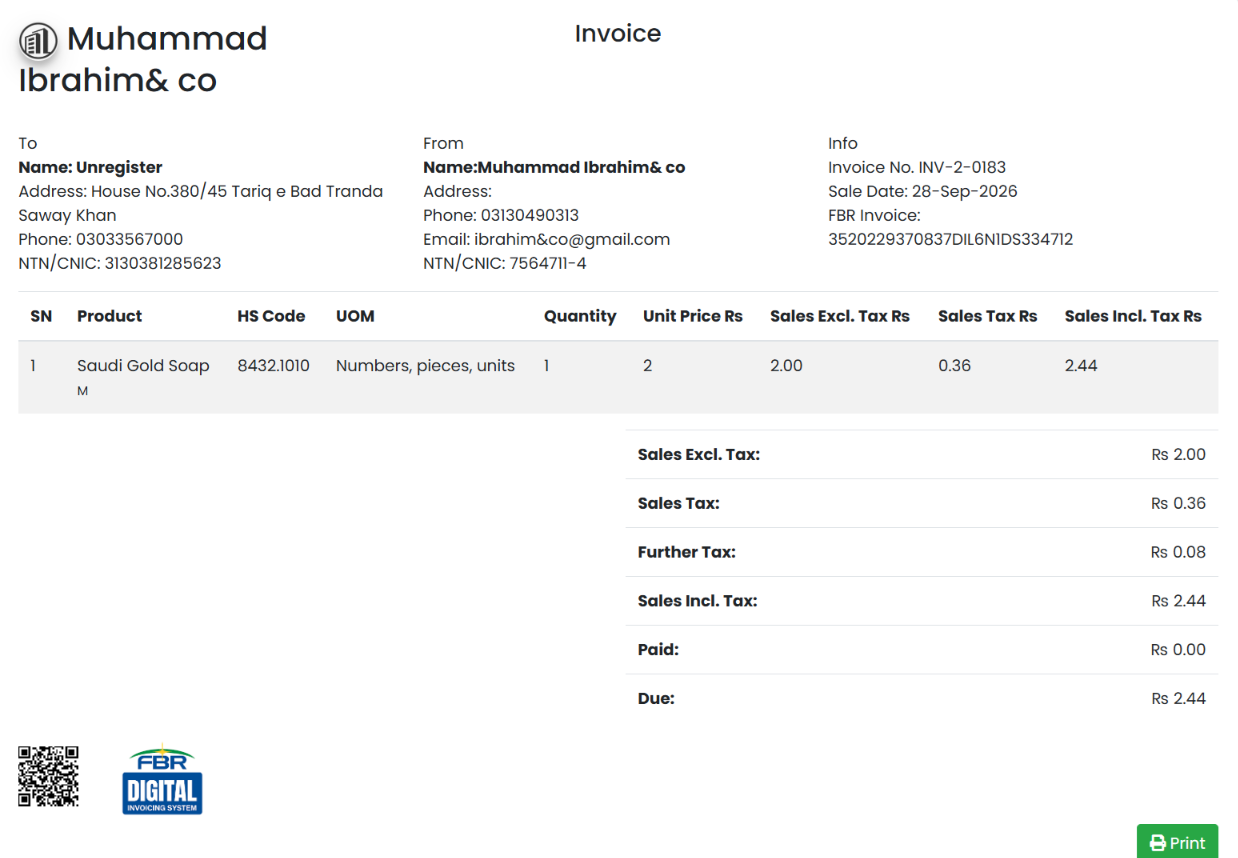 Muhammad
Ibrahim& co
Invoice
To
Name: Unregister
Address: House No.380/45 Tariq e Bad Tranda
Saway Khan
Phone: 03033567000
NTN/CNIC: 3130381285623
From
Name:Muhammad Ibrahim& co
Address:
Phone: 03130490313
Email: ibrahim&co@gmail.com
NTN/CNIC: 7564711-4
Info
Invoice No. INV-2-0183
Sale Date: 28-Sep-2026
FBR Invoice:
3520229370837DIL6N1DS334712
SN Product HS Code UOM Quantity Unit Price Rs Sales Excl. Tax Rs Sales Tax Rs Sales Incl. Tax Rs
1 Saudi Gold Soap 8432.1010 Numbers, pieces, units 1 2 2.00 0.36 2.44
M
Sales Excl. Tax: Rs 2.00
Sales Tax: Rs 0.36
Further Tax: Rs 0.08
Sales Incl. Tax: Rs 2.44
Paid: Rs 0.00
Due: Rs 2.44
FBR
DIGITAL
INVOICING SYSTEM
Print